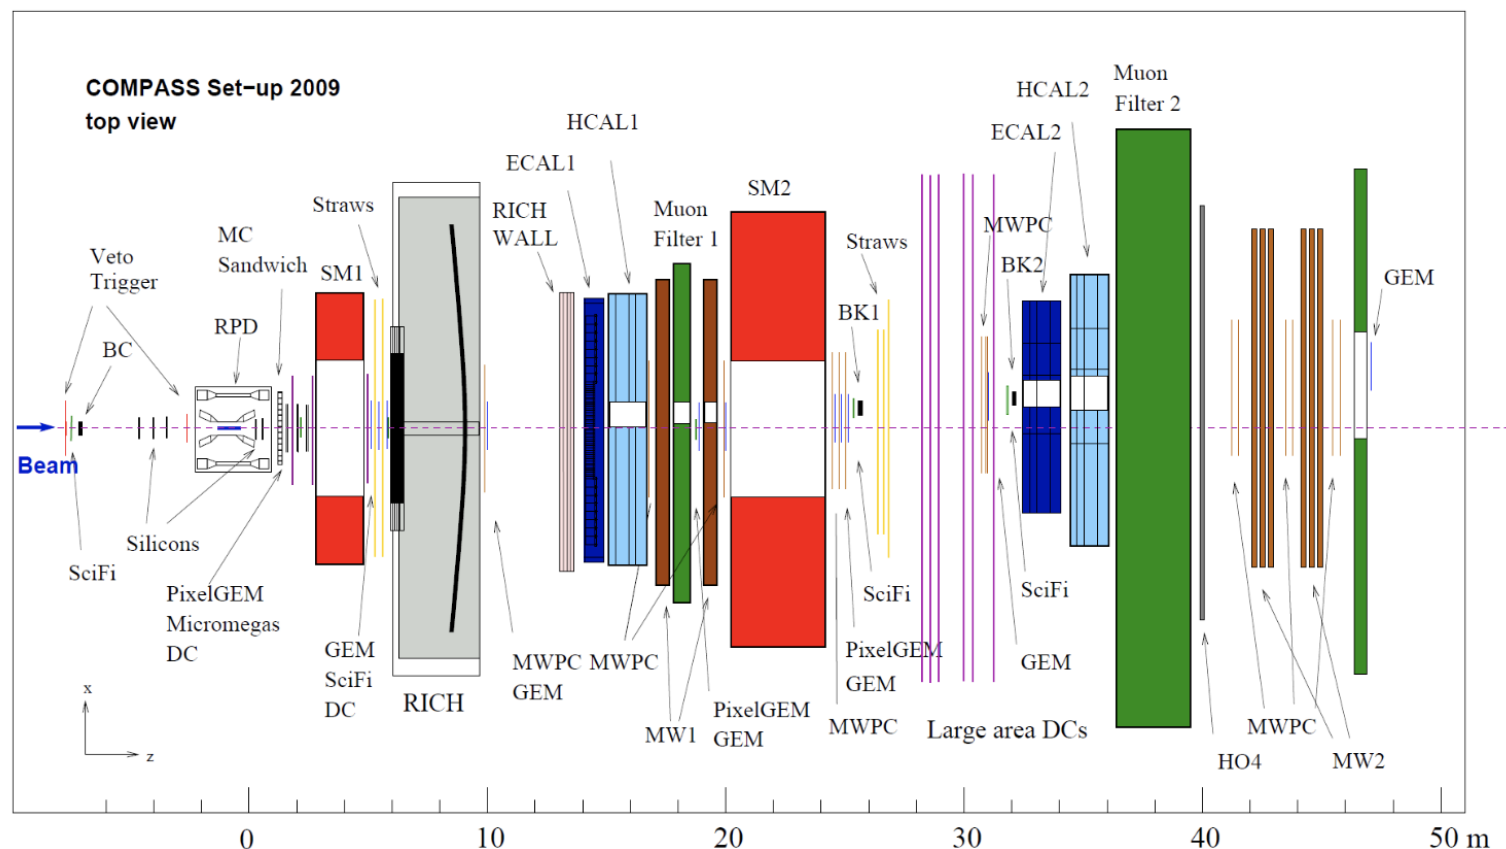 COMPASS Set-up 2009
top view
Veto
Trigger
BC
RPD
MC
Sandwich
SM1
Straws
RICH
WALL
ECAL1
HCAL1
Muon
Filter 1
SM2
Straws
BK1
MWPC
BK2
ECAL2
HCAL2
Muon
Filter 2
GEM
Beam
SciFi
Silicons
PixelGEM
Micromegas
DC
GEM
SciFi
DC
RICH
MWPC
GEM
MWPC
MW1
PixelGEM
GEM
MWPC
PixelGEM
GEM
SciFi
Large area DCs
GEM
SciFi
HO4
MWPC
MW2
x
z
0
10
20
30
40
50 m